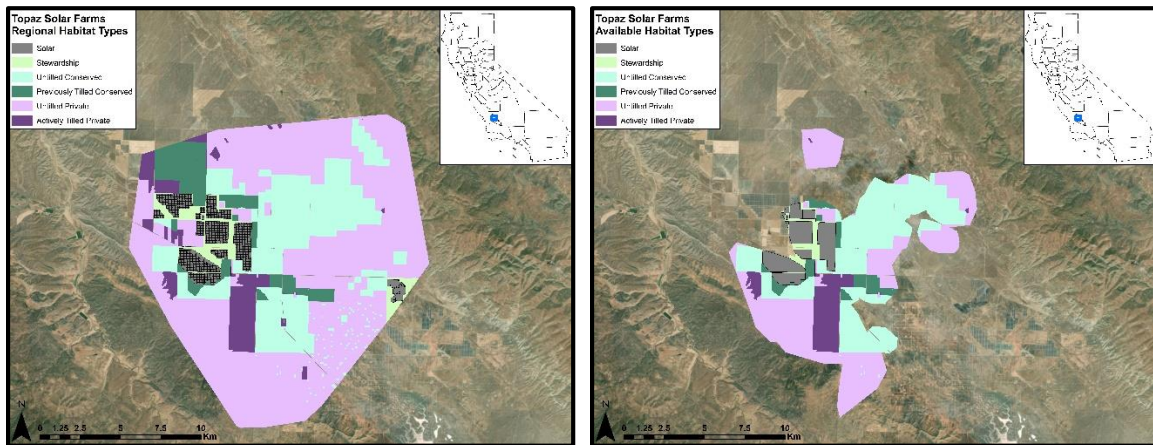 Topaz Solar Farms
Regional Habitat Types
Solar
Stewardship
Untilled Conserved
Previously Tilled Conserved
Untilled Private
Actively Tilled Private
N
0 1.25 2.5 5 7.5 10
Km
Topaz Solar Farms
Available Habitat Types
Solar
Stewardship
Untilled Conserved
Previously Tilled Conserved
Untilled Private
Actively Tilled Private
N
0 1.25 2.5 5 7.5 10
Km